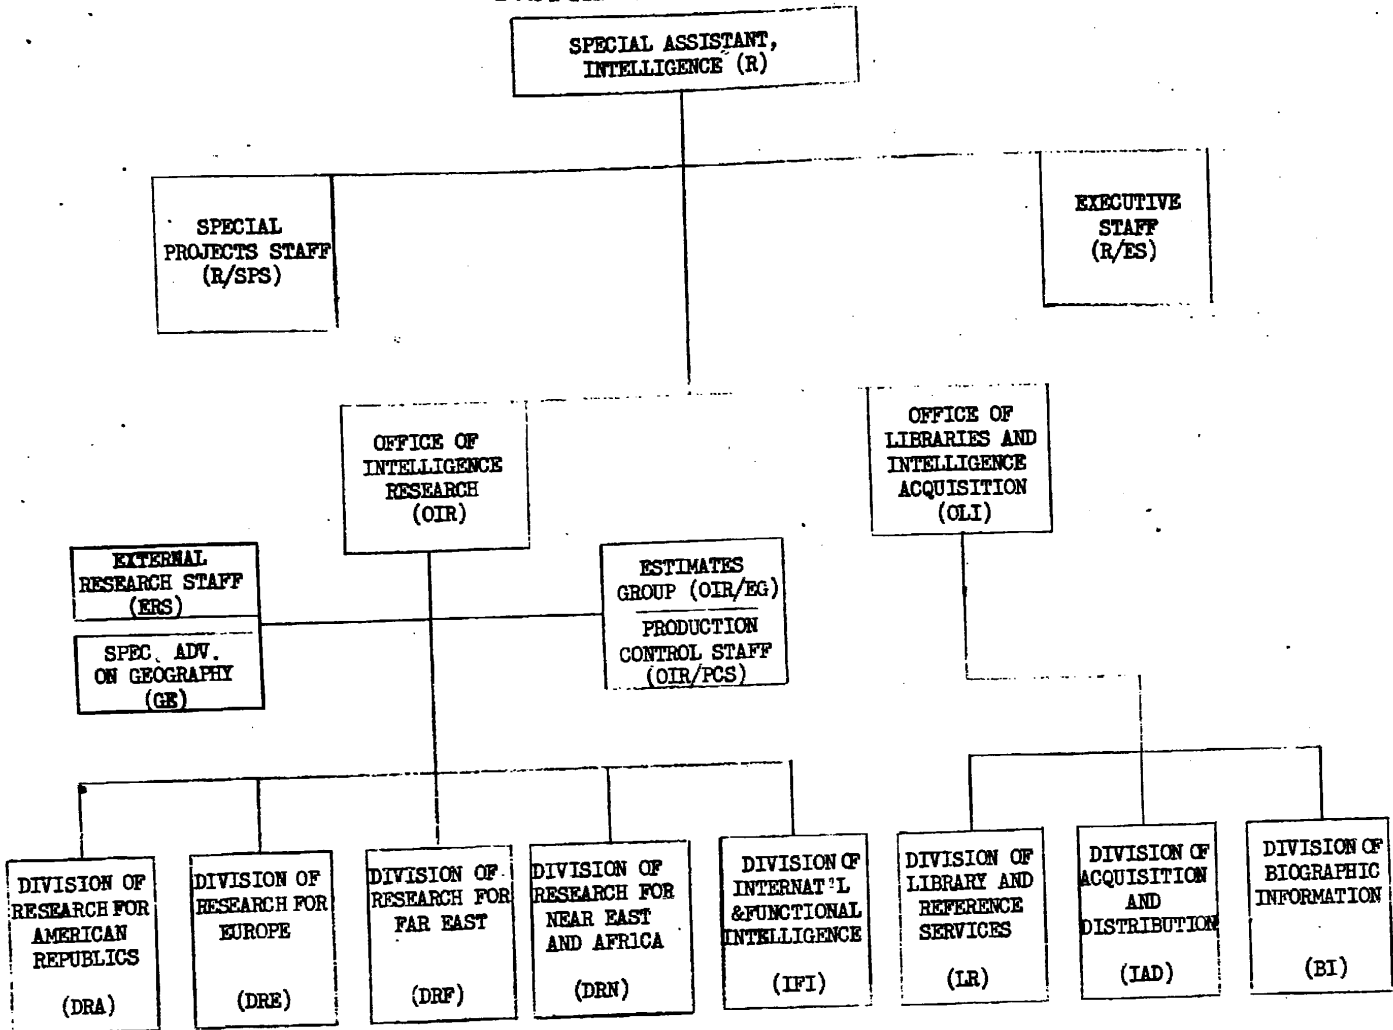 SPECIAL ASSISTANT,
INTELLIGENCE (R)
SPECIAL
PROJECTS STAFF
(R/SPS)
EXECUTIVE
STAFF
(R/ES)
OFFICE OF
INTELLIGENCE
RESEARCH
(OIR)
OFFICE OF
LIBRARIES AND
INTELLIGENCE
ACQUISITION
(OLI)
EXTERNAL
RESEARCH STAFF
(ERS)
SPEC. ADV.
ON GEOGRAPHY
(GE)
ESTIMATES
GROUP (OIR/EG)
PRODUCTION
CONTROL STAFF
(OIR/PCS)
DIVISION OF
RESEARCH FOR
AMERICAN
REPUBLICS
(DRA)
DIVISION OF
RESEARCH FOR
EUROPE
(DRE)
DIVISION OF
RESEARCH FOR
FAR EAST
(DRF)
DIVISION OF
RESEARCH FOR
NEAR EAST
AND AFRICA
(DRN)
DIVISION OF
INTERNAT'L
&FUNCTIONAL
INTELLIGENCE
(IFI)
DIVISION OF
LIBRARY AND
REFERENCE
SERVICES
(LR)
DIVISION OF
ACQUISITION
AND
DISTRIBUTION
(IAD)
DIVISION OF
BIOGRAPHIC
INFORMATION
(BI)